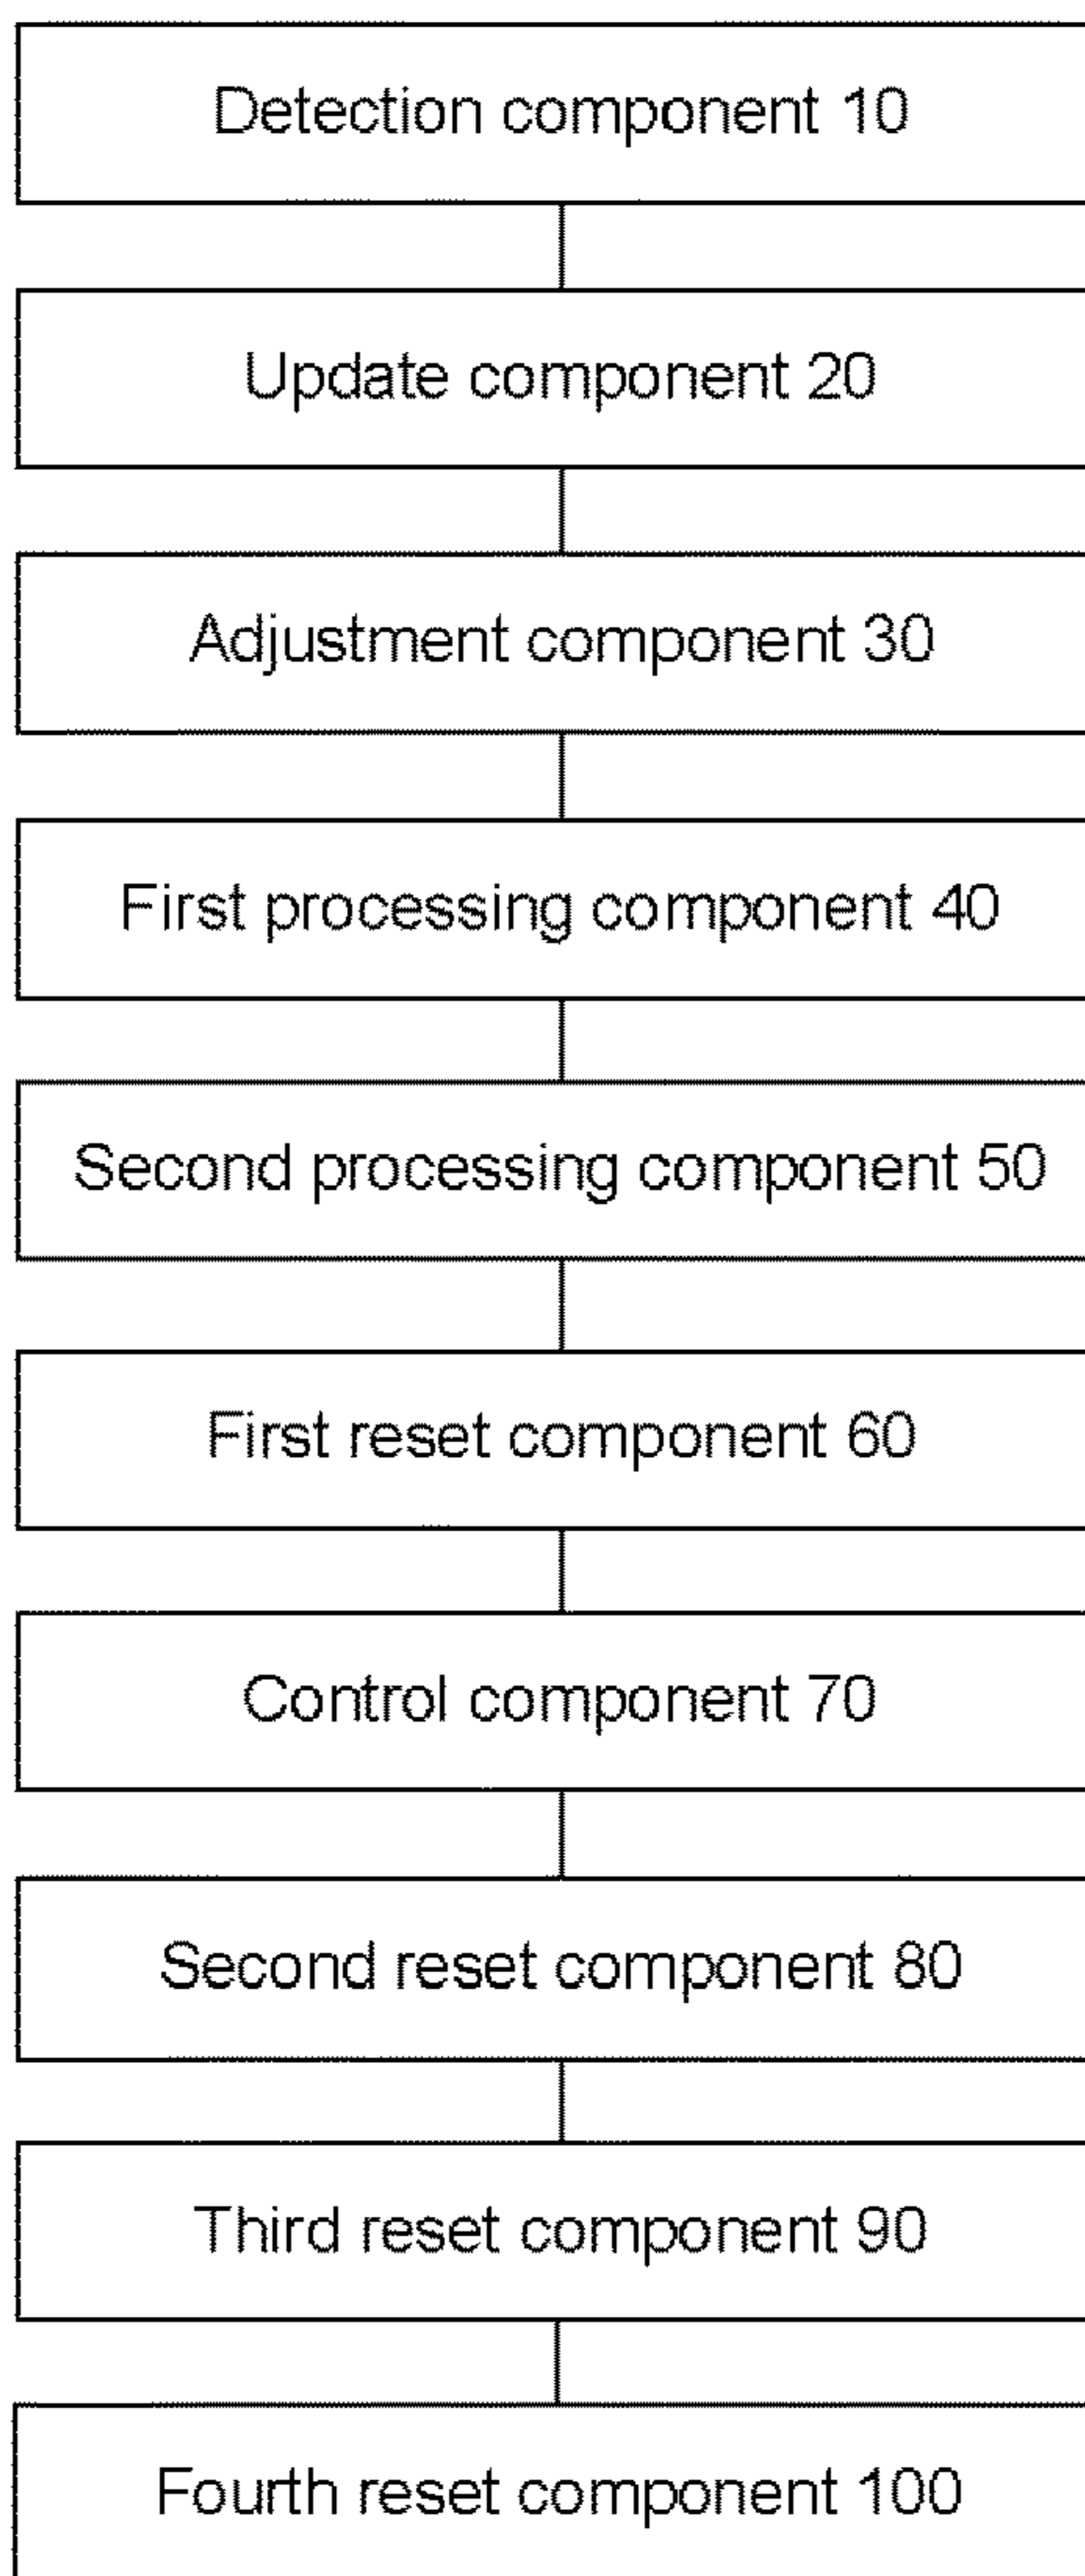 Detection component 10
Update component 20
Adjustment component 30
First processing component 40
Second processing component 50
First reset component 60
Control component 70
Second reset component 80
Third reset component 90
Fourth reset component 100